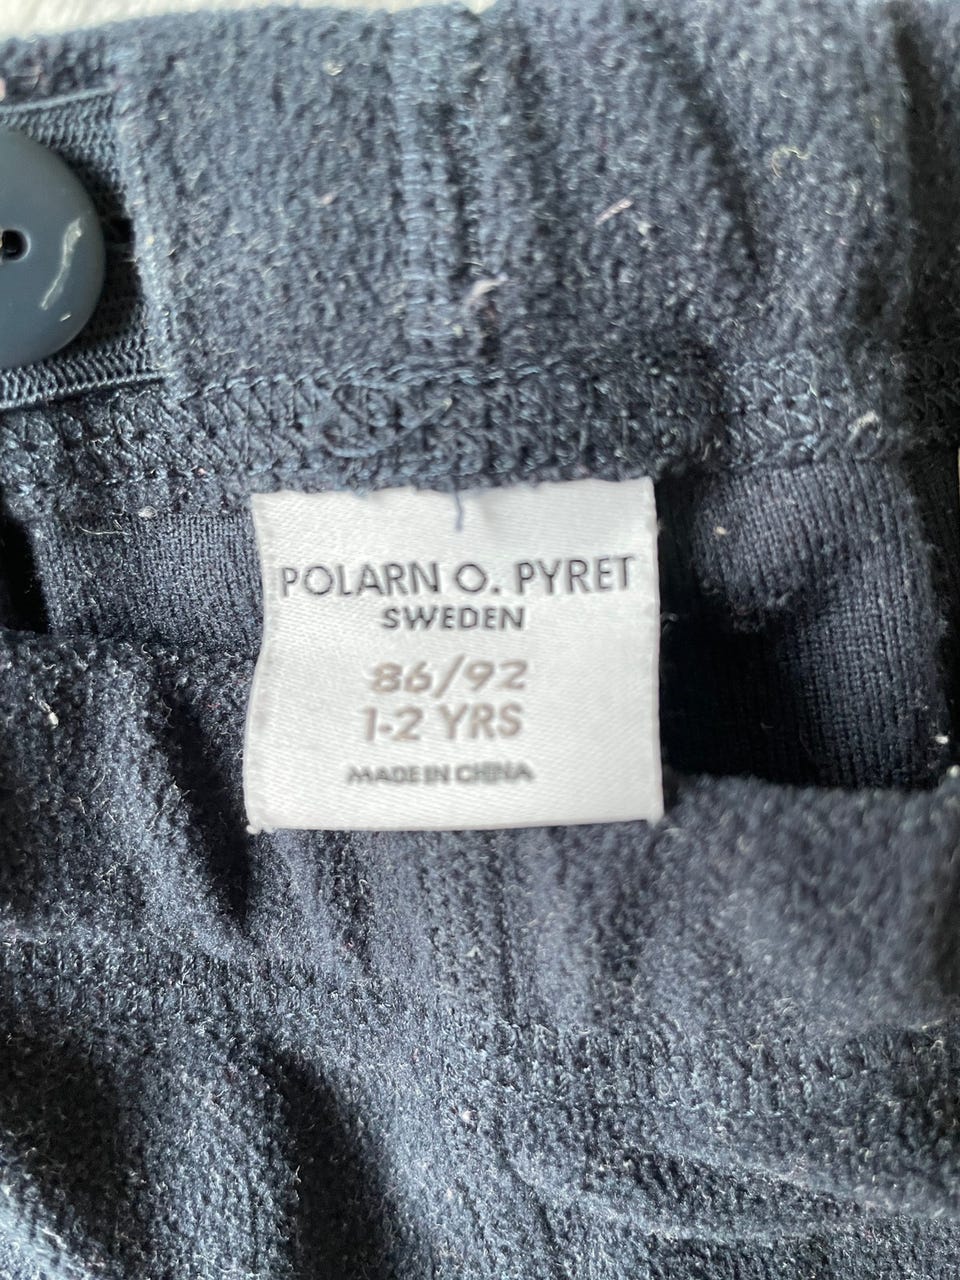 POLARN O. PYRET
SWEDEN
86/92
1-2 YRS
MADE IN CHINA